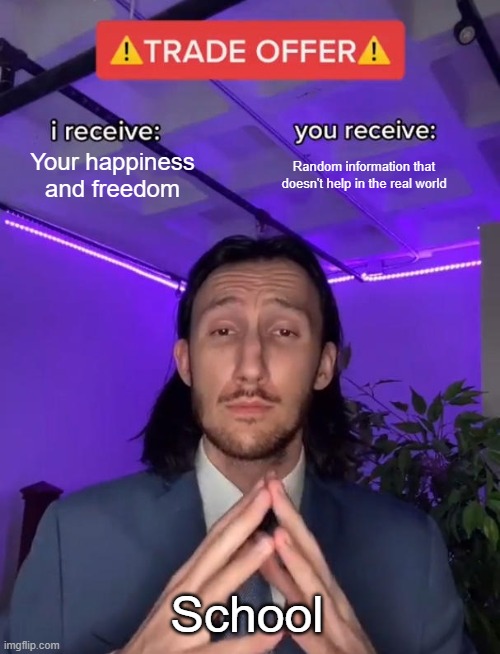 ⚠️TRADE OFFER⚠️
i receive:
you receive:
Your happiness
and freedom
Random information that
doesn't help in the real world
School
imgflip.com